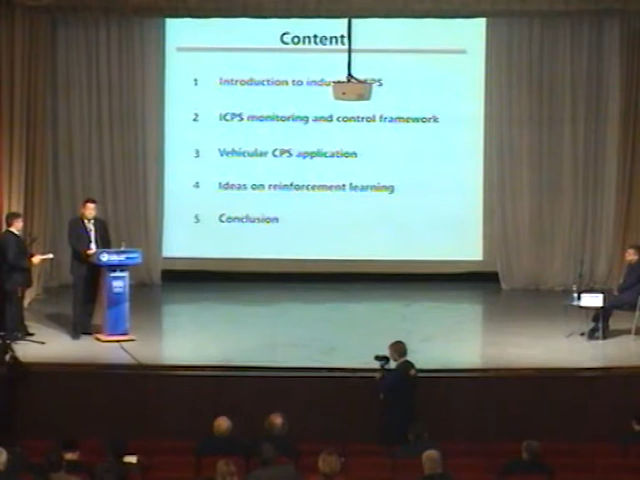 Content
1 Introduction to CPS
2 ICPS monitoring and control framework
3 Vehicular CPS application
4 Ideas on reinforcement learning
5 Conclusion